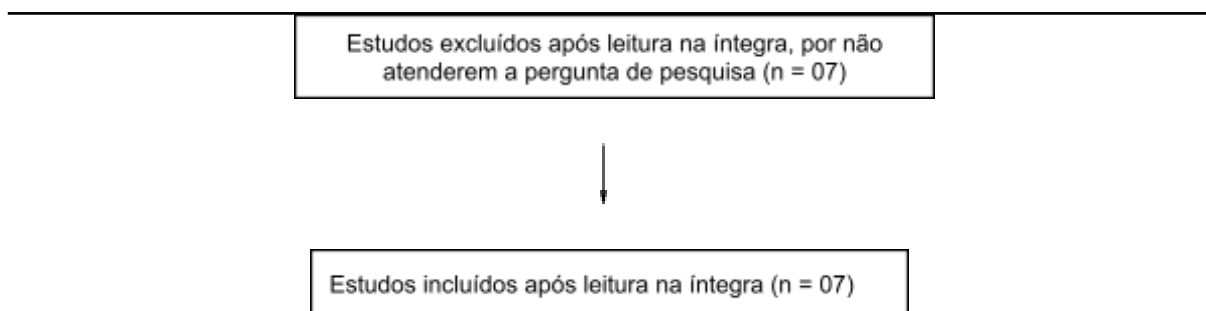 Estudos excluídos após leitura na íntegra, por não
atenderem a pergunta de pesquisa (n = 07)
Estudos incluídos após leitura na íntegra (n = 07)